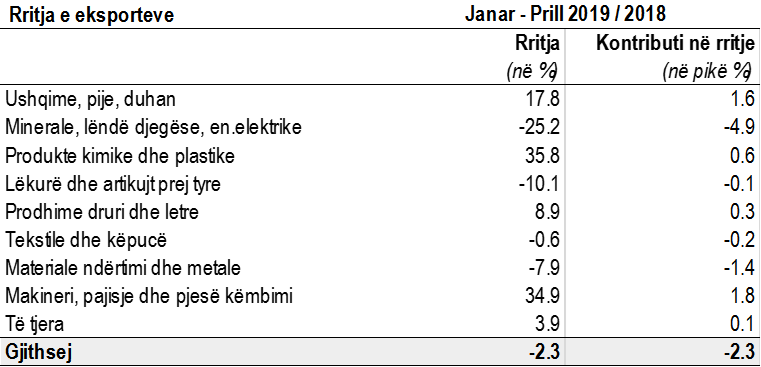 Rritja e eksporteve Janar - Prill 2019 / 2018
Rritja Kontributi në rritje
(në %) (në pikë %)
Ushqime, pije, duhan 17.8 1.6
Minerale, lëndë djegëse, en.elektrike -25.2 -4.9
Produkte kimike dhe plastike 35.8 0.6
Lëkurë dhe artikujt prej tyre -10.1 -0.1
Prodhime druri dhe letre 8.9 0.3
Tekstile dhe këpucë -0.6 -0.2
Materiale ndërtimi dhe metale -7.9 -1.4
Makineri, pajisje dhe pjesë këmbimi 34.9 1.8
Të tjera 3.9 0.1
Gjithsej -2.3 -2.3